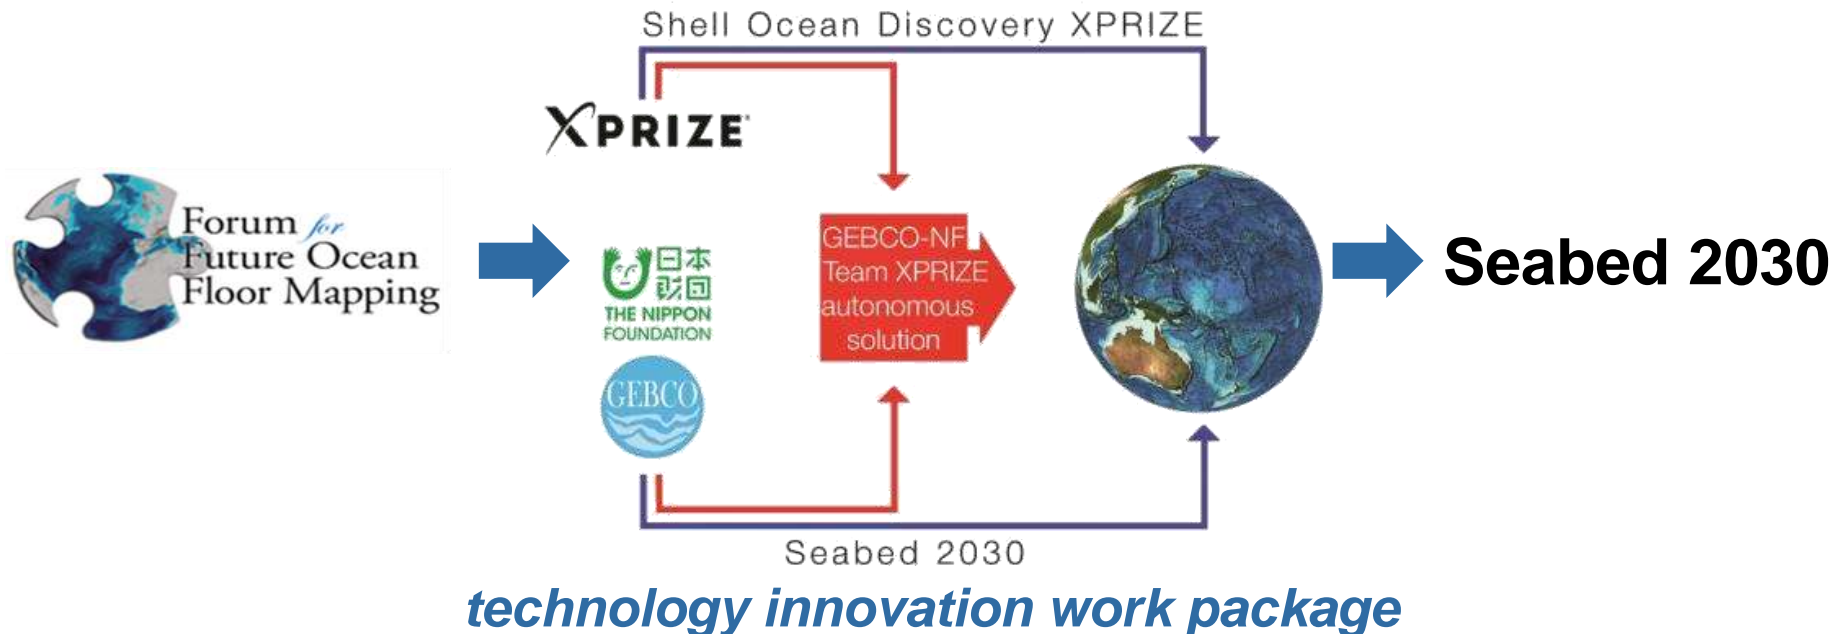 Shell Ocean Discovery XPRIZE
XPRIZE
Forum for
Future Ocean
Floor Mapping
日本
財団
THE NIPPON
FOUNDATION
GEBCO
GEBCO-NF
Team XPRIZE
autonomous
solution
Seabed 2030
Seabed 2030
technology innovation work package